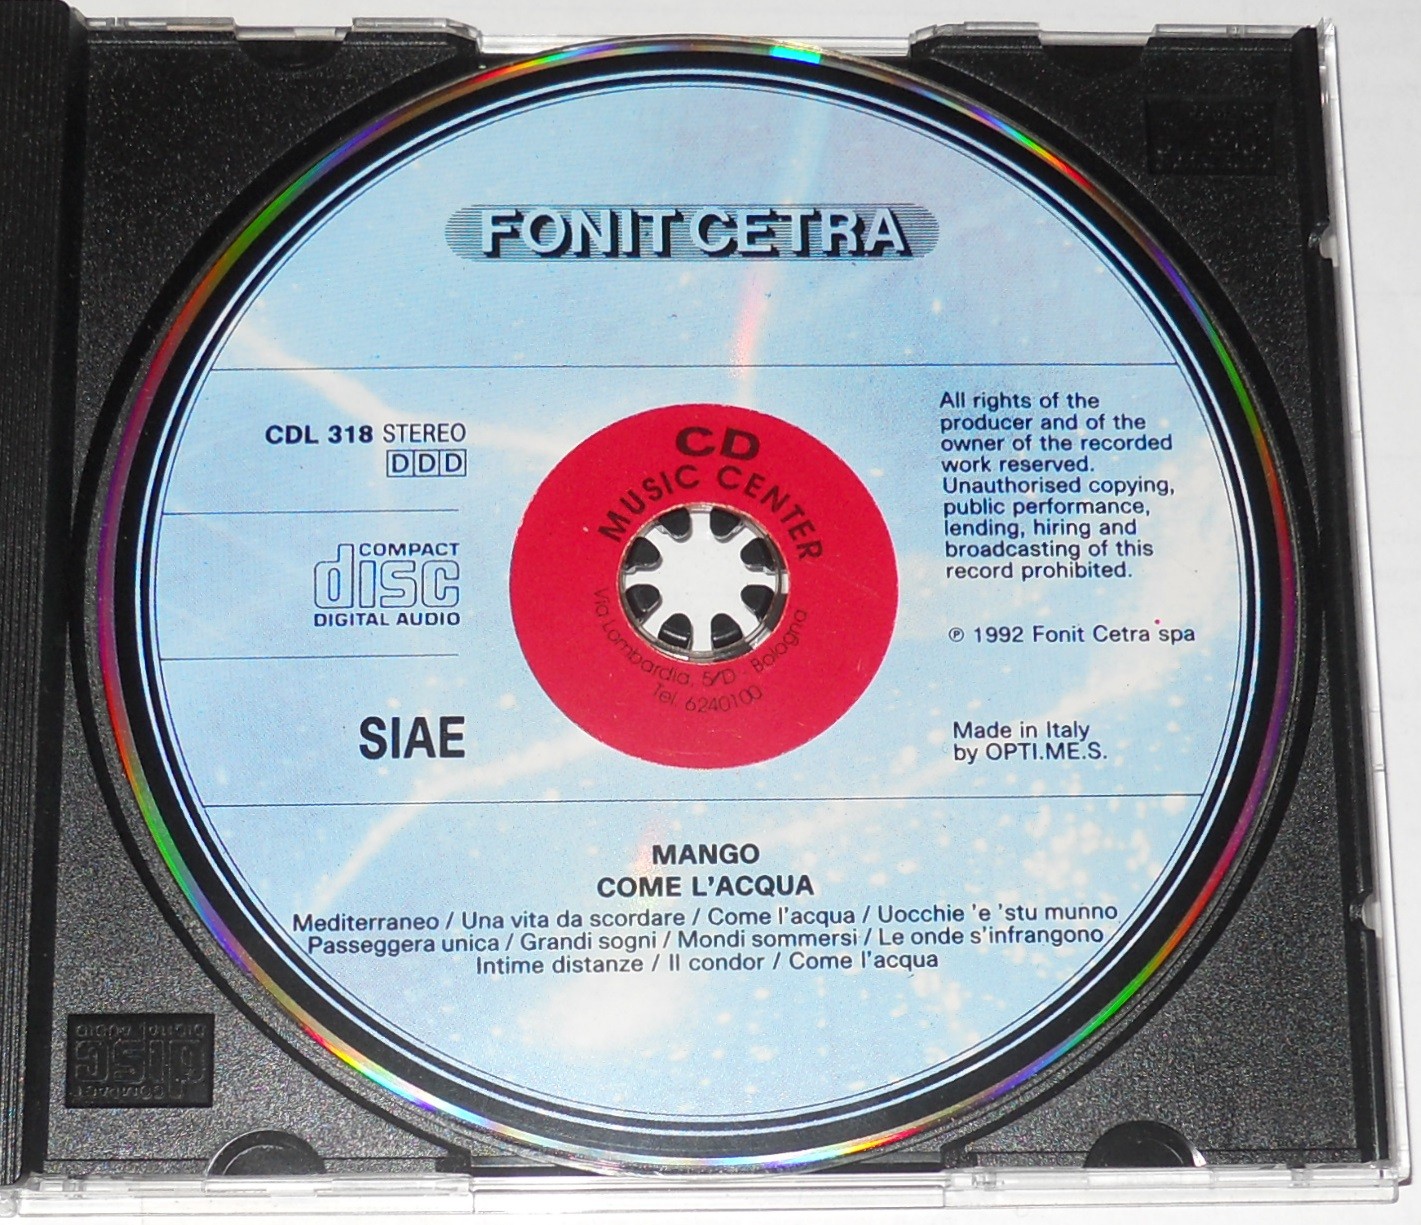 FONIT CETRA
CDL 318 STEREO
DDD
COMPACT
disc
DIGITAL AUDIO
SIAE
CD
MUSIC CENTER
Via Lombardia, 5/D - Bologna
Tel. 6240100
All rights of the
producer and of the
owner of the recorded
work reserved.
Unauthorised copying,
public performance,
lending, hiring and
broadcasting of this
record prohibited.
℗ 1992 Fonit Cetra spa
Made in Italy
by OPTI.ME.S.
MANGO
COME L'ACQUA
Mediterraneo / Una vita da scordare / Come l'acqua / Uocchie 'e 'stu munno
Passeggera unica / Grandi sogni / Mondi sommersi / Le onde s'infrangono
Intime distanze / Il condor / Come l'acqua
COMPACT
disc
DIGITAL AUDIO